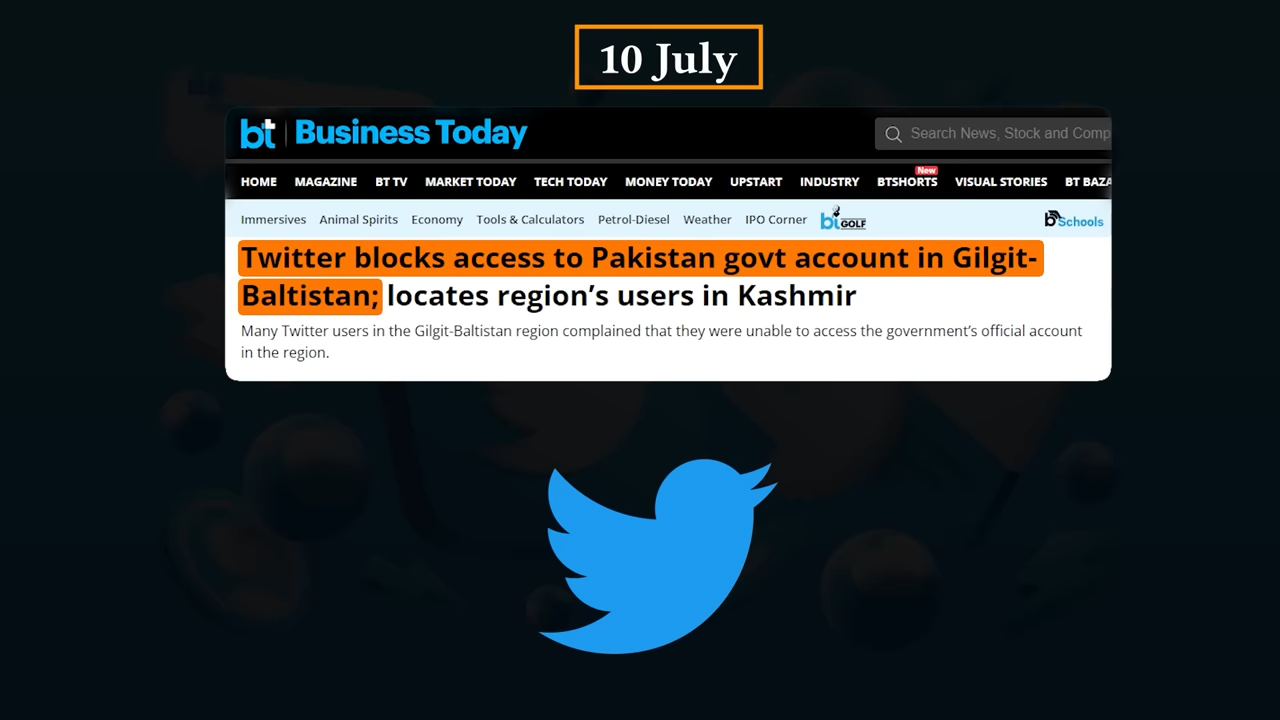 10 July
bt Business Today
Search News, Stock and Comp
New
HOME MAGAZINE BT TV MARKET TODAY TECH TODAY MONEY TODAY UPSTART INDUSTRY BTSHORTS VISUAL STORIES BT BAZA
Immersives Animal Spirits Economy Tools & Calculators Petrol-Diesel Weather IPO Corner bt GOLF b Schools
Twitter blocks access to Pakistan govt account in Gilgit-
Baltistan; locates region’s users in Kashmir
Many Twitter users in the Gilgit-Baltistan region complained that they were unable to access the government’s official account
in the region.